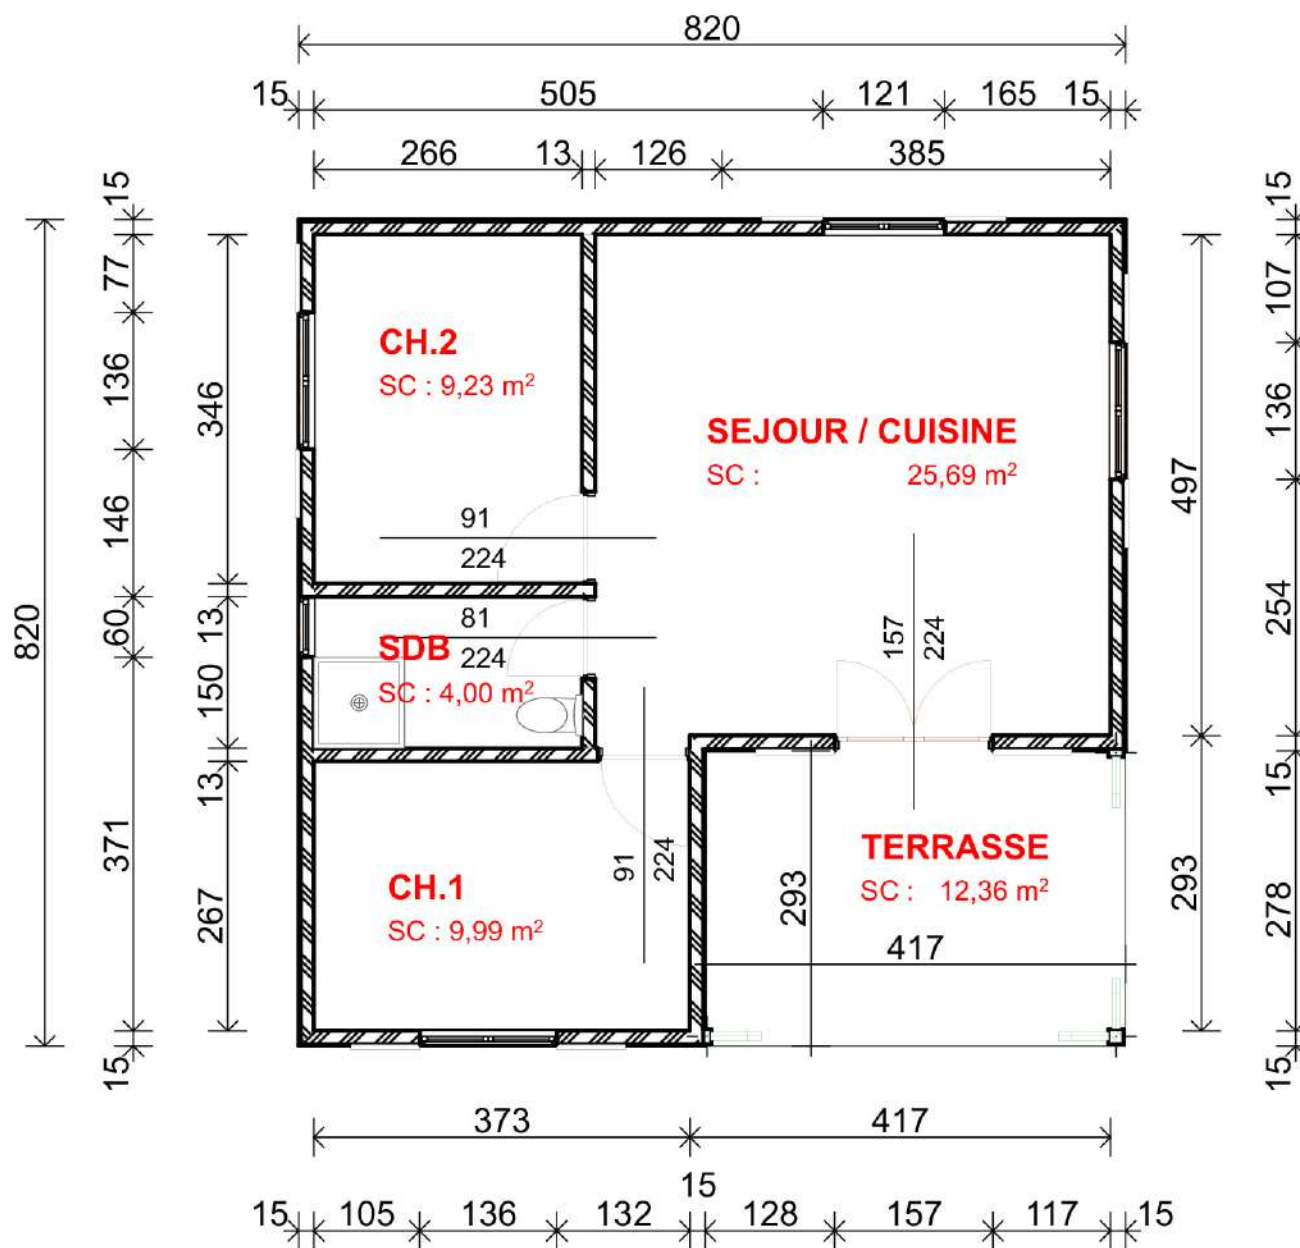 820
15 505 121 165 15
266 13 126 385
15 77 136 146 60 371 15
820
346 13 150 13 267
15 107 136 254 15 278 15
497 293
CH.2
SC : 9,23 m²
SEJOUR / CUISINE
SC : 25,69 m²
91
224
81
224
SDB
SC : 4,00 m²
157
224
CH.1
SC : 9,99 m²
91
224
TERRASSE
SC : 12,36 m²
293
417
373 417
15
15 105 136 132 128 157 117 15